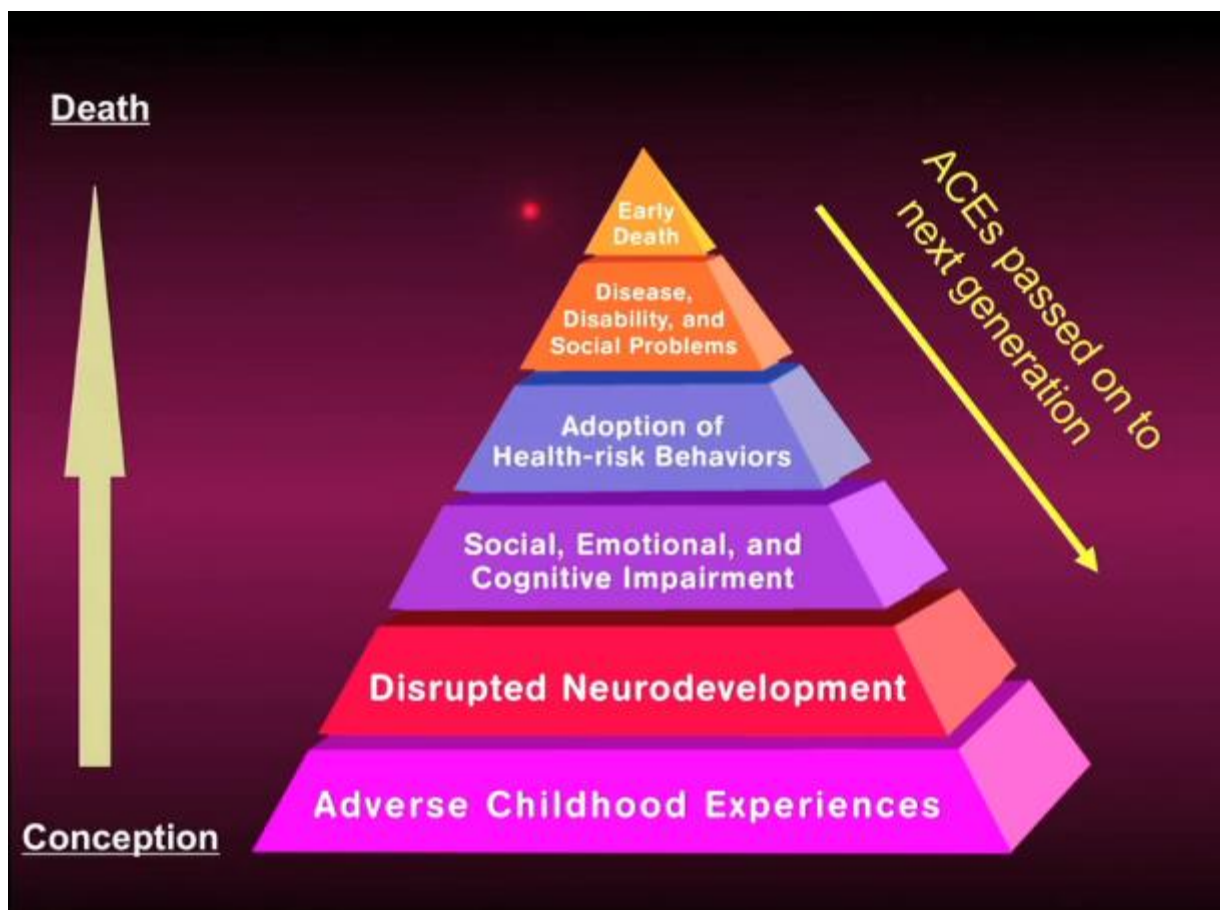 Death
ACEs passed on to
next generation
Early
Death
Disease,
Disability, and
Social Problems
Adoption of
Health-risk Behaviors
Social, Emotional, and
Cognitive Impairment
Disrupted Neurodevelopment
Adverse Childhood Experiences
Conception